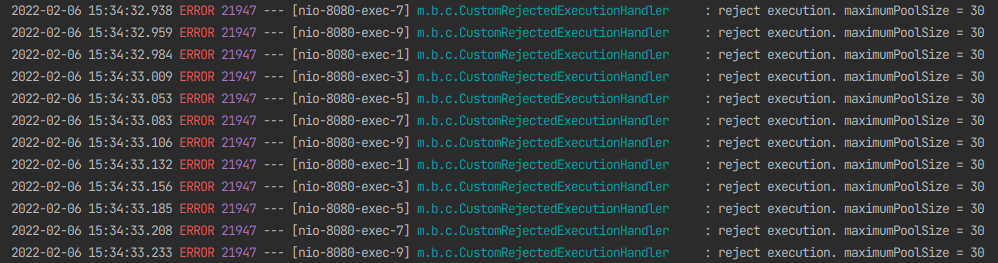 2022-02-06 15:34:32.938 ERROR 21947 --- [nio-8080-exec-7] m.b.c.CustomRejectedExecutionHandler : reject execution. maximumPoolSize = 30
2022-02-06 15:34:32.959 ERROR 21947 --- [nio-8080-exec-9] m.b.c.CustomRejectedExecutionHandler : reject execution. maximumPoolSize = 30
2022-02-06 15:34:32.984 ERROR 21947 --- [nio-8080-exec-1] m.b.c.CustomRejectedExecutionHandler : reject execution. maximumPoolSize = 30
2022-02-06 15:34:33.009 ERROR 21947 --- [nio-8080-exec-3] m.b.c.CustomRejectedExecutionHandler : reject execution. maximumPoolSize = 30
2022-02-06 15:34:33.053 ERROR 21947 --- [nio-8080-exec-5] m.b.c.CustomRejectedExecutionHandler : reject execution. maximumPoolSize = 30
2022-02-06 15:34:33.083 ERROR 21947 --- [nio-8080-exec-7] m.b.c.CustomRejectedExecutionHandler : reject execution. maximumPoolSize = 30
2022-02-06 15:34:33.106 ERROR 21947 --- [nio-8080-exec-9] m.b.c.CustomRejectedExecutionHandler : reject execution. maximumPoolSize = 30
2022-02-06 15:34:33.132 ERROR 21947 --- [nio-8080-exec-1] m.b.c.CustomRejectedExecutionHandler : reject execution. maximumPoolSize = 30
2022-02-06 15:34:33.156 ERROR 21947 --- [nio-8080-exec-3] m.b.c.CustomRejectedExecutionHandler : reject execution. maximumPoolSize = 30
2022-02-06 15:34:33.185 ERROR 21947 --- [nio-8080-exec-5] m.b.c.CustomRejectedExecutionHandler : reject execution. maximumPoolSize = 30
2022-02-06 15:34:33.208 ERROR 21947 --- [nio-8080-exec-7] m.b.c.CustomRejectedExecutionHandler : reject execution. maximumPoolSize = 30
2022-02-06 15:34:33.233 ERROR 21947 --- [nio-8080-exec-9] m.b.c.CustomRejectedExecutionHandler : reject execution. maximumPoolSize = 30